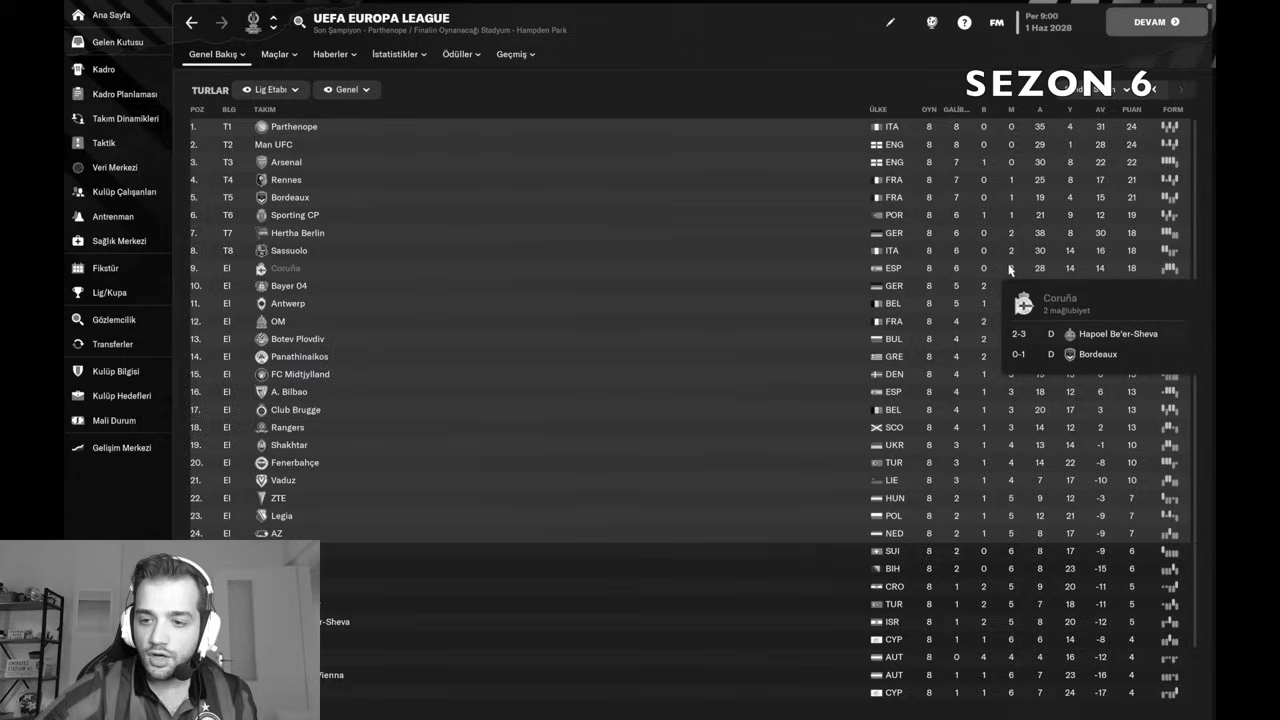 Ana Sayfa
Gelen Kutusu
Kadro
Kadro Planlaması
Takım Dinamikleri
Taktik
Veri Merkezi
Kulüp Çalışanları
Antrenman
Sağlık Merkezi
Fikstür
Lig/Kupa
Gözlemcilik
Transferler
Kulüp Bilgisi
Kulüp Hedefleri
Mali Durum
Gelişim Merkezi
UEFA EUROPA LEAGUE
Son Şampiyon - Parthenope / Finalin Oynanacağı Stadyum - Hampden Park
FM
Per 9:00
1 Haz 2028
DEVAM
Genel Bakış
Maçlar
Haberler
İstatistikler
Ödüller
Geçmiş
TURLAR
Lig Etabı
Genel
SEZON 6
POZ BLG TAKIM ÜLKE OYN GALİB... B M A Y AV PUAN FORM
1. T1 Parthenope ITA 8 8 0 0 35 4 31 24
2. T2 Man UFC ENG 8 8 0 0 29 1 28 24
3. T3 Arsenal ENG 8 7 1 0 30 8 22 22
4. T4 Rennes FRA 8 7 0 1 25 8 17 21
5. T5 Bordeaux FRA 8 7 0 1 19 4 15 21
6. T6 Sporting CP POR 8 6 1 1 21 9 12 19
7. T7 Hertha Berlin GER 8 6 0 2 38 8 30 18
8. T8 Sassuolo ITA 8 6 0 2 30 14 16 18
9. El Coruña ESP 8 6 0 28 14 14 18
10. El Bayer 04 GER 8 5 2
11. El Antwerp BEL 8 5 1
12. El OM FRA 8 4 2
13. El Botev Plovdiv BUL 8 4 2
14. El Panathinaikos GRE 8 4 2
15. El FC Midtjylland DEN 8 4 1
16. El A. Bilbao ESP 8 4 1 3 18 12 6 13
17. El Club Brugge BEL 8 4 1 3 20 17 3 13
18. El Rangers SCO 8 4 1 3 14 12 2 13
19. El Shakhtar UKR 8 3 1 4 13 14 -1 10
20. El Fenerbahçe TUR 8 3 1 4 14 22 -8 10
21. El Vaduz LIE 8 3 1 4 7 17 -10 10
22. El ZTE HUN 8 2 1 5 9 12 -3 7
23. El Legia POL 8 2 1 5 12 21 -9 7
24. El AZ NED 8 2 1 5 8 17 -9 7
SUI 8 2 0 6 8 17 -9 6
BIH 8 2 0 6 8 23 -15 6
CRO 8 1 2 5 9 20 -11 5
TUR 8 1 2 5 7 18 -11 5
r-Sheva ISR 8 1 2 5 8 20 -12 5
CYP 8 1 1 6 6 14 -8 4
AUT 8 0 4 4 4 16 -12 4
Vienna AUT 8 1 1 6 7 23 -16 4
CYP 8 1 1 6 7 24 -17 4
Coruña
2 mağlubiyet
2-3 D Hapoel Be'er-Sheva
0-1 D Bordeaux